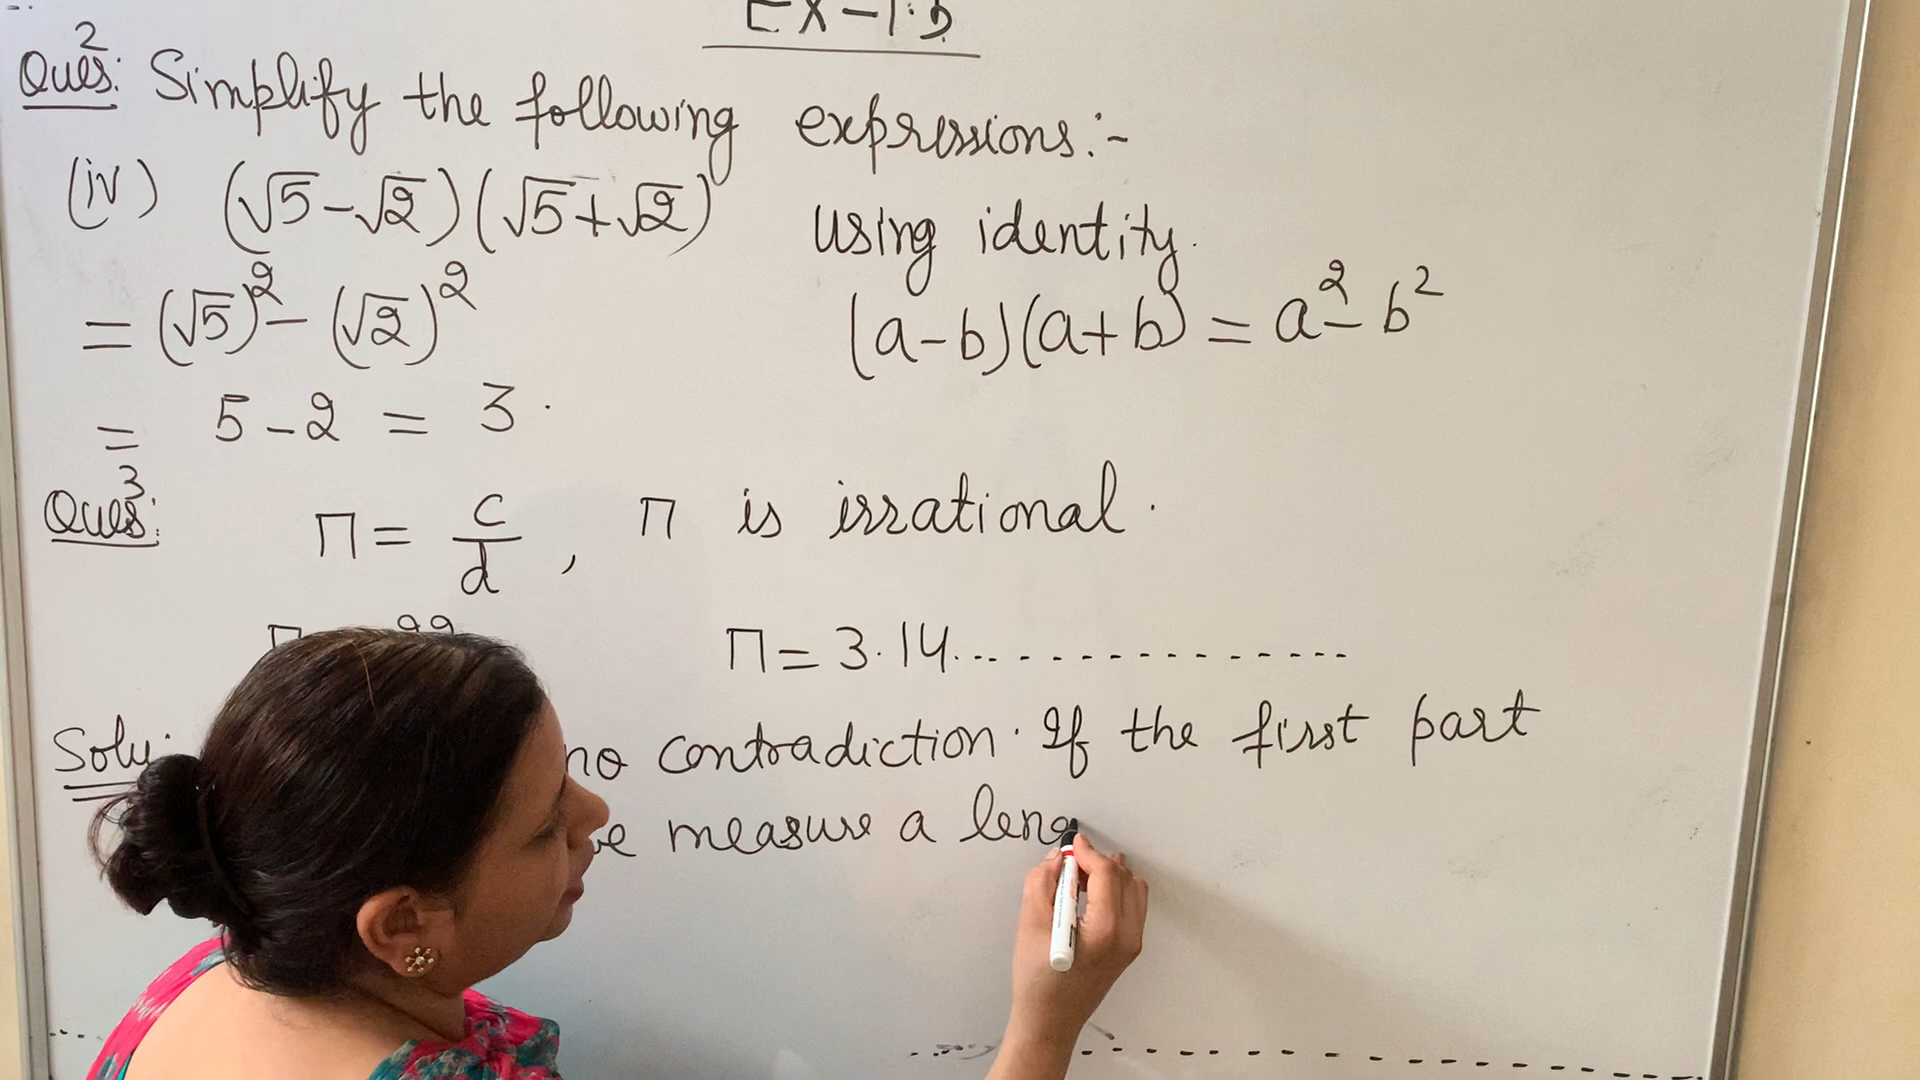 Ex-1.5
Ques: 2 Simplify the following expressions:-
(iv) (√5-√2)(√5+√2) using identity.
= (√5)² - (√2)² (a-b)(a+b) = a² - b²
= 5-2 = 3.
Ques: 3 π = c/d, π is irrational.
π = 3.14...................
Solu: no contradiction. If the first part
measure a leng